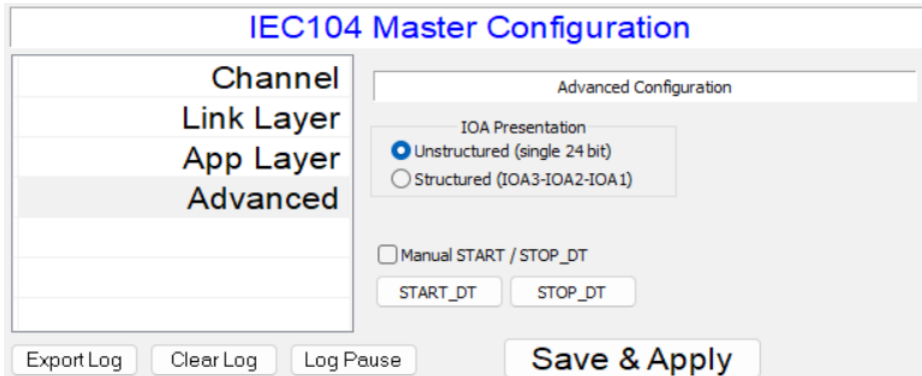 IEC104 Master Configuration
Channel
Link Layer
App Layer
Advanced
Advanced Configuration
IOA Presentation
Unstructured (single 24 bit)
Structured (IOA3-IOA2-IOA1)
Manual START / STOP_DT
START_DT STOP_DT
Export Log Clear Log Log Pause Save & Apply